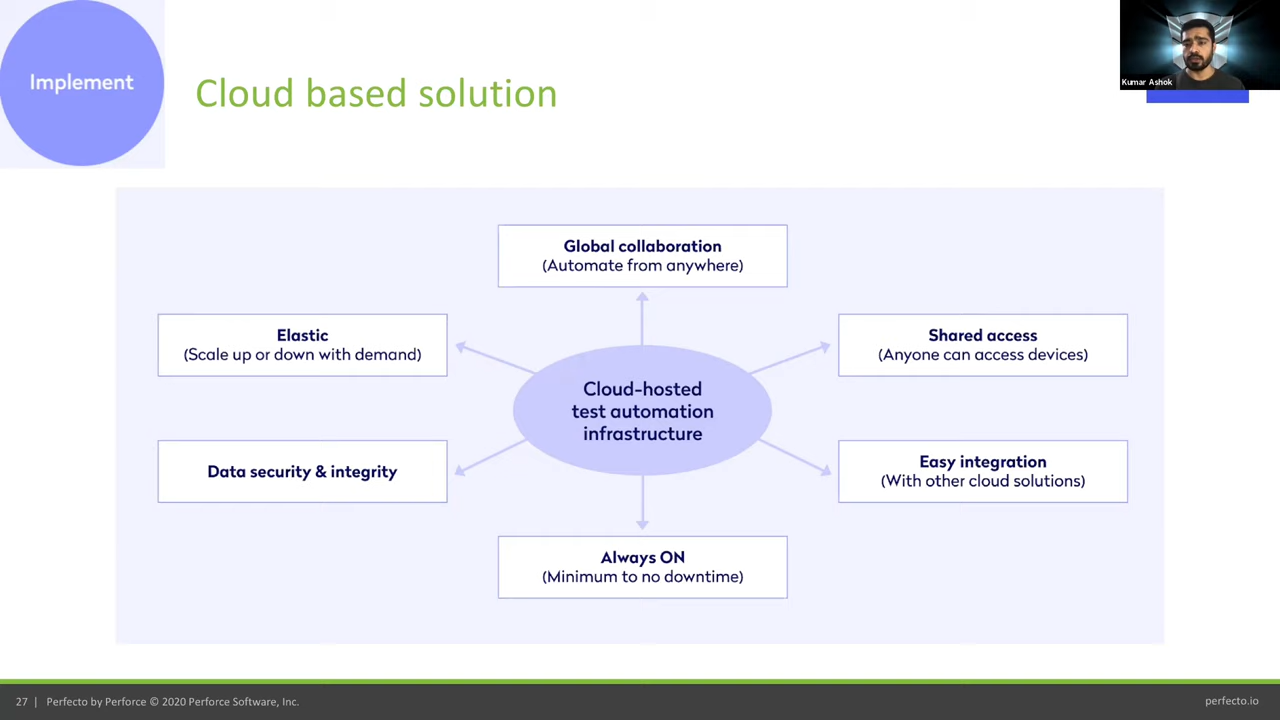 Implement
Cloud based solution
Kumar Ashok
Global collaboration
(Automate from anywhere)
Elastic
(Scale up or down with demand)
Shared access
(Anyone can access devices)
Cloud-hosted
test automation
infrastructure
Data security & integrity
Easy integration
(With other cloud solutions)
Always ON
(Minimum to no downtime)
27 | Perfecto by Perforce © 2020 Perforce Software, Inc.
perfecto.io